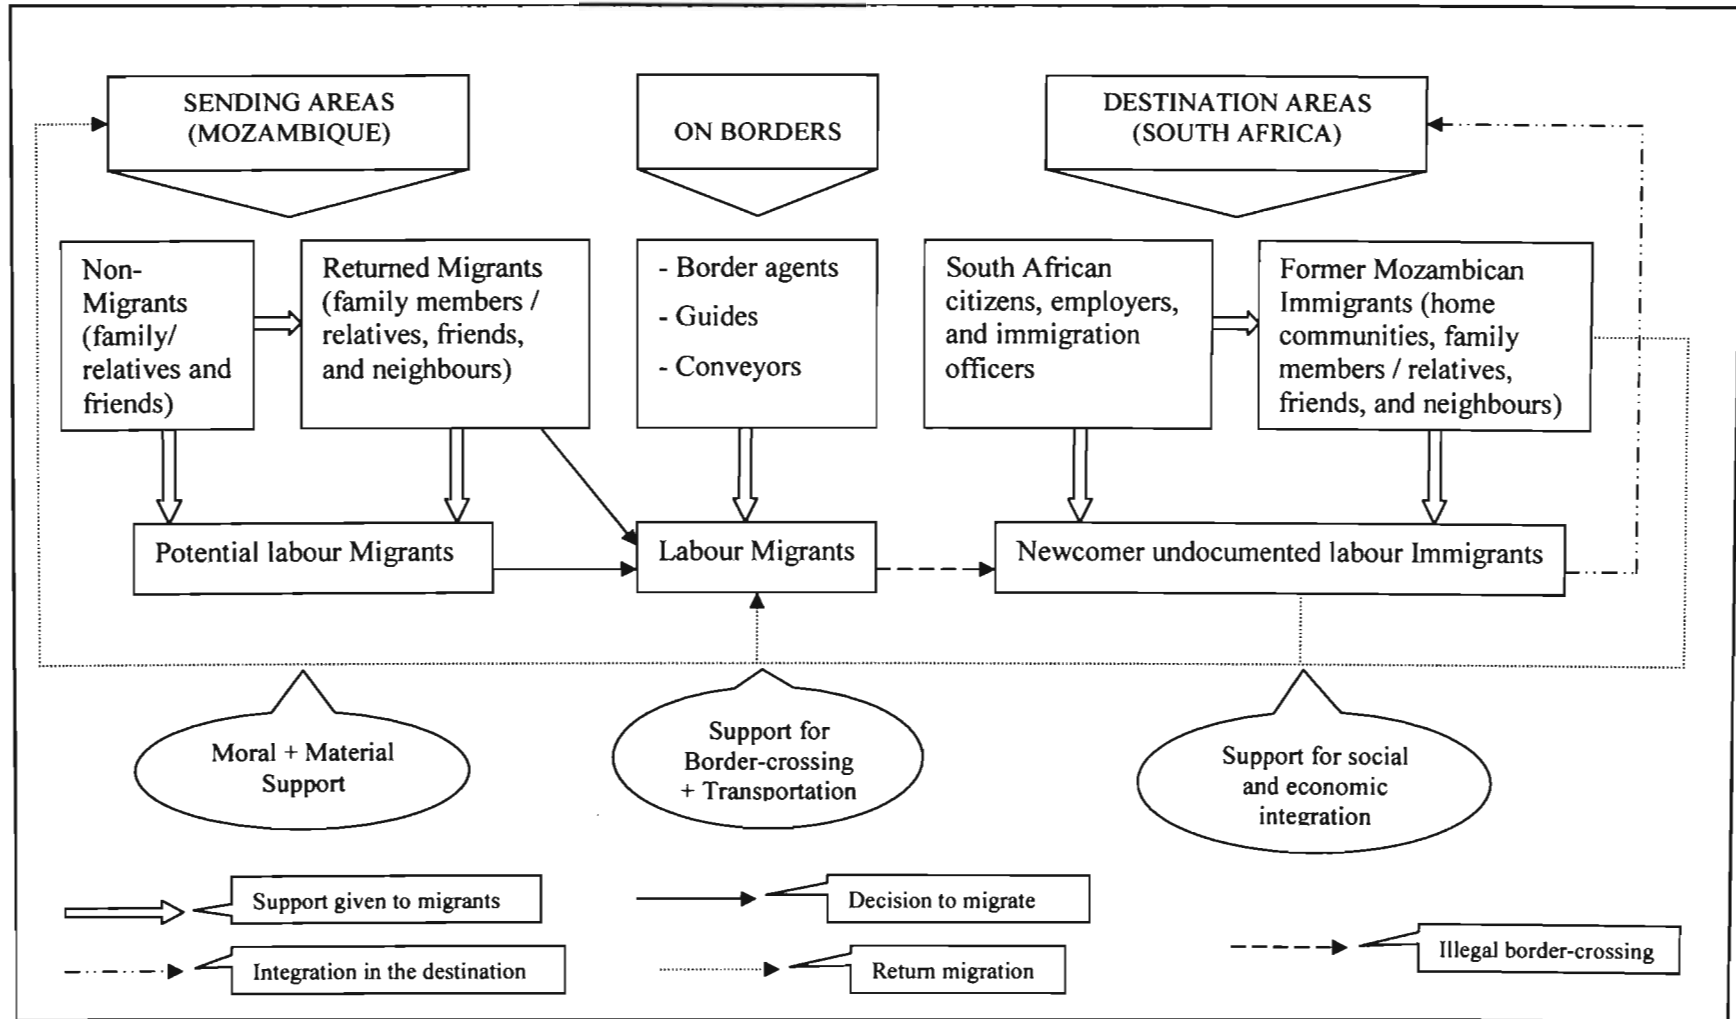 SENDING AREAS
(MOZAMBIQUE)
ON BORDERS
DESTINATION AREAS
(SOUTH AFRICA)
Non-
Migrants
(family/
relatives and
friends)
Returned Migrants
(family members /
relatives, friends,
and neighbours)
- Border agents
- Guides
- Conveyors
South African
citizens, employers,
and immigration
officers
Former Mozambican
Immigrants (home
communities, family
members / relatives,
friends, and neighbours)
Potential labour Migrants
Labour Migrants
Newcomer undocumented labour Immigrants
Moral + Material
Support
Support for
Border-crossing
+ Transportation
Support for social
and economic
integration
Support given to migrants
Decision to migrate
Integration in the destination
Return migration
Illegal border-crossing